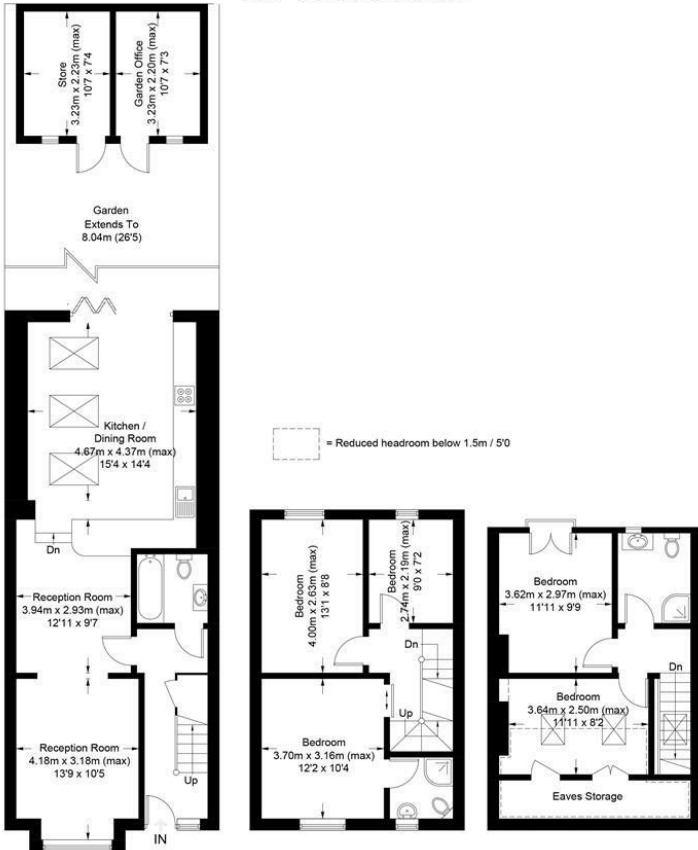 Store
3.23m x 2.23m (max)
10'7 x 7'4
Garden Office
3.23m x 2.20m (max)
10'7 x 7'3
Garden
Extends To
8.04m (26'5)
Kitchen /
Dining Room
4.67m x 4.37m (max)
15'4 x 14'4
Dn
Reception Room
3.94m x 2.93m (max)
12'11 x 9'7
Reception Room
4.18m x 3.18m (max)
13'9 x 10'5
Up
IN
= Reduced headroom below 1.5m / 5'0
Bedroom
4.00m x 2.63m (max)
13'1 x 8'8
Bedroom
2.74m x 2.19m (max)
9'0 x 7'2
Dn
Up
Bedroom
3.70m x 3.16m (max)
12'2 x 10'4
Bedroom
3.62m x 2.97m (max)
11'11 x 9'9
Dn
Bedroom
3.64m x 2.50m (max)
11'11 x 8'2
Eaves Storage